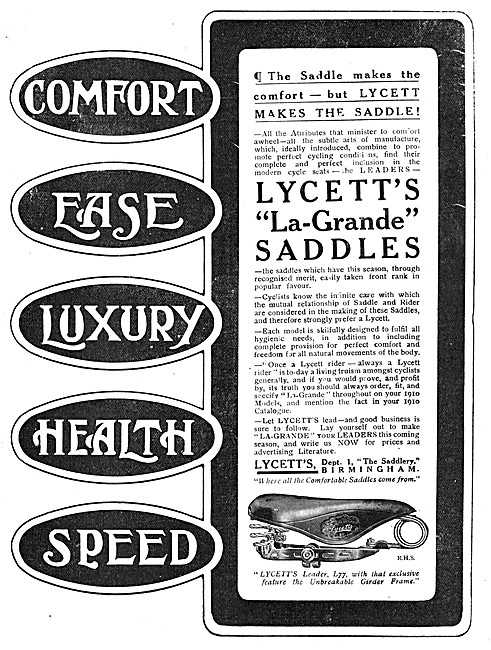 COMFORT
EASE
LUXURY
HEALTH
SPEED
¶ The Saddle makes the
comfort — but LYCETT
MAKES THE SADDLE!
—All the Attributes that minister to comfort
awheel—all the subtle arts of manufacture,
which, ideally introduced, combine to pro-
mote perfect cycling conditions, find their
complete and perfect inclusion in the
modern cycle seats—the LEADERS—
LYCETT'S
"La-Grande"
SADDLES
—the saddles which have this season, through
recognised merit, easily taken front rank in
popular favour.
—Cyclists know the infinite care with which
the mutual relationship of Saddle and Rider
are considered in the making of these Saddles,
and therefore strongly prefer a Lycett.
—Each model is skilfully designed to fulfil all
hygienic needs, in addition to including
complete provision for perfect comfort and
freedom for all natural movements of the body.
—"Once a Lycett rider — always a Lycett
rider" is to-day a living truism amongst cyclists
generally, and if you would prove, and profit
by, its truth you should always order, fit, and
specify "La-Grande" throughout on your 1910
Models, and mention the fact in your 1910
Catalogue.
—Let LYCETT'S lead—and good business is
sure to follow. Lay yourself out to make
"LA-GRANDE" YOUR LEADERS this coming
season, and write us NOW for prices and
advertising Literature.
LYCETT'S, Dept. 1, "The Saddlery,"
BIRMINGHAM.
"Where all the Comfortable Saddles come from."
Lycett's
R.H.S.
"LYCETT'S Leader, L77, with that exclusive
feature the Unbreakable Girder Frame."